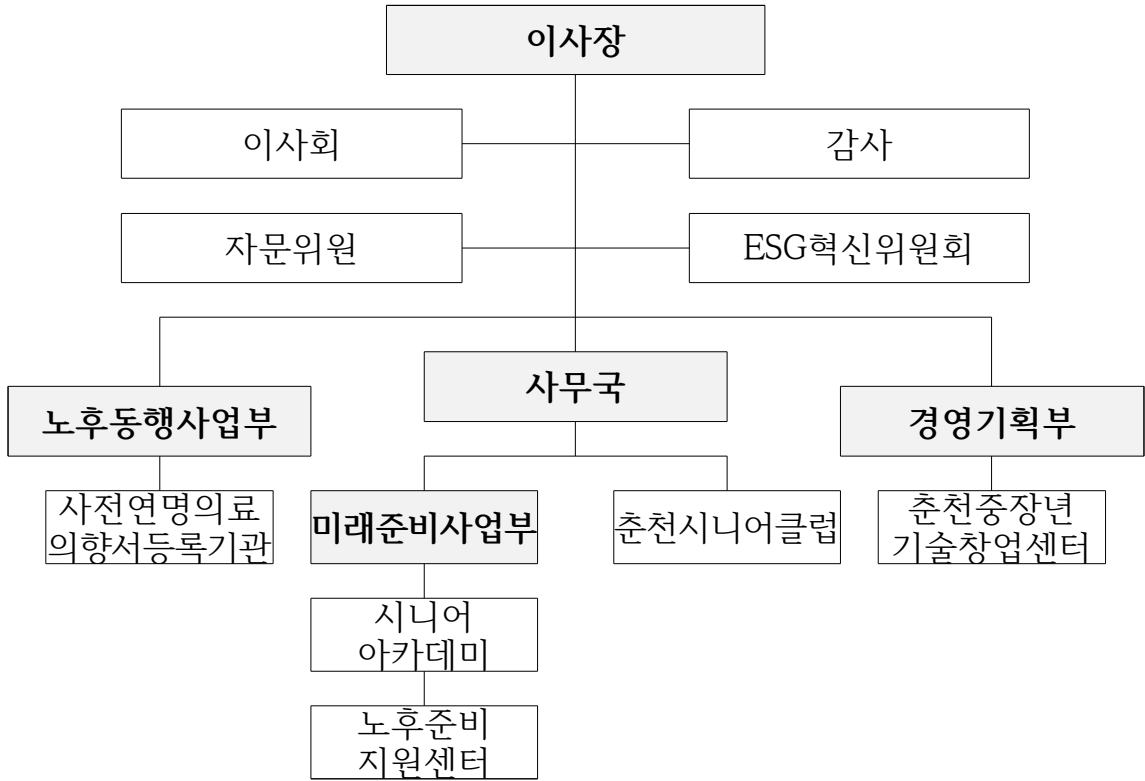 이사장
이사회
감사
자문위원
ESG혁신위원회
사무국
노후동행사업부
경영기획부
사전연명의료
의향서등록기관
미래준비사업부
춘천시니어클럽
춘천중장년
기술창업센터
시니어
아카데미
노후준비
지원센터